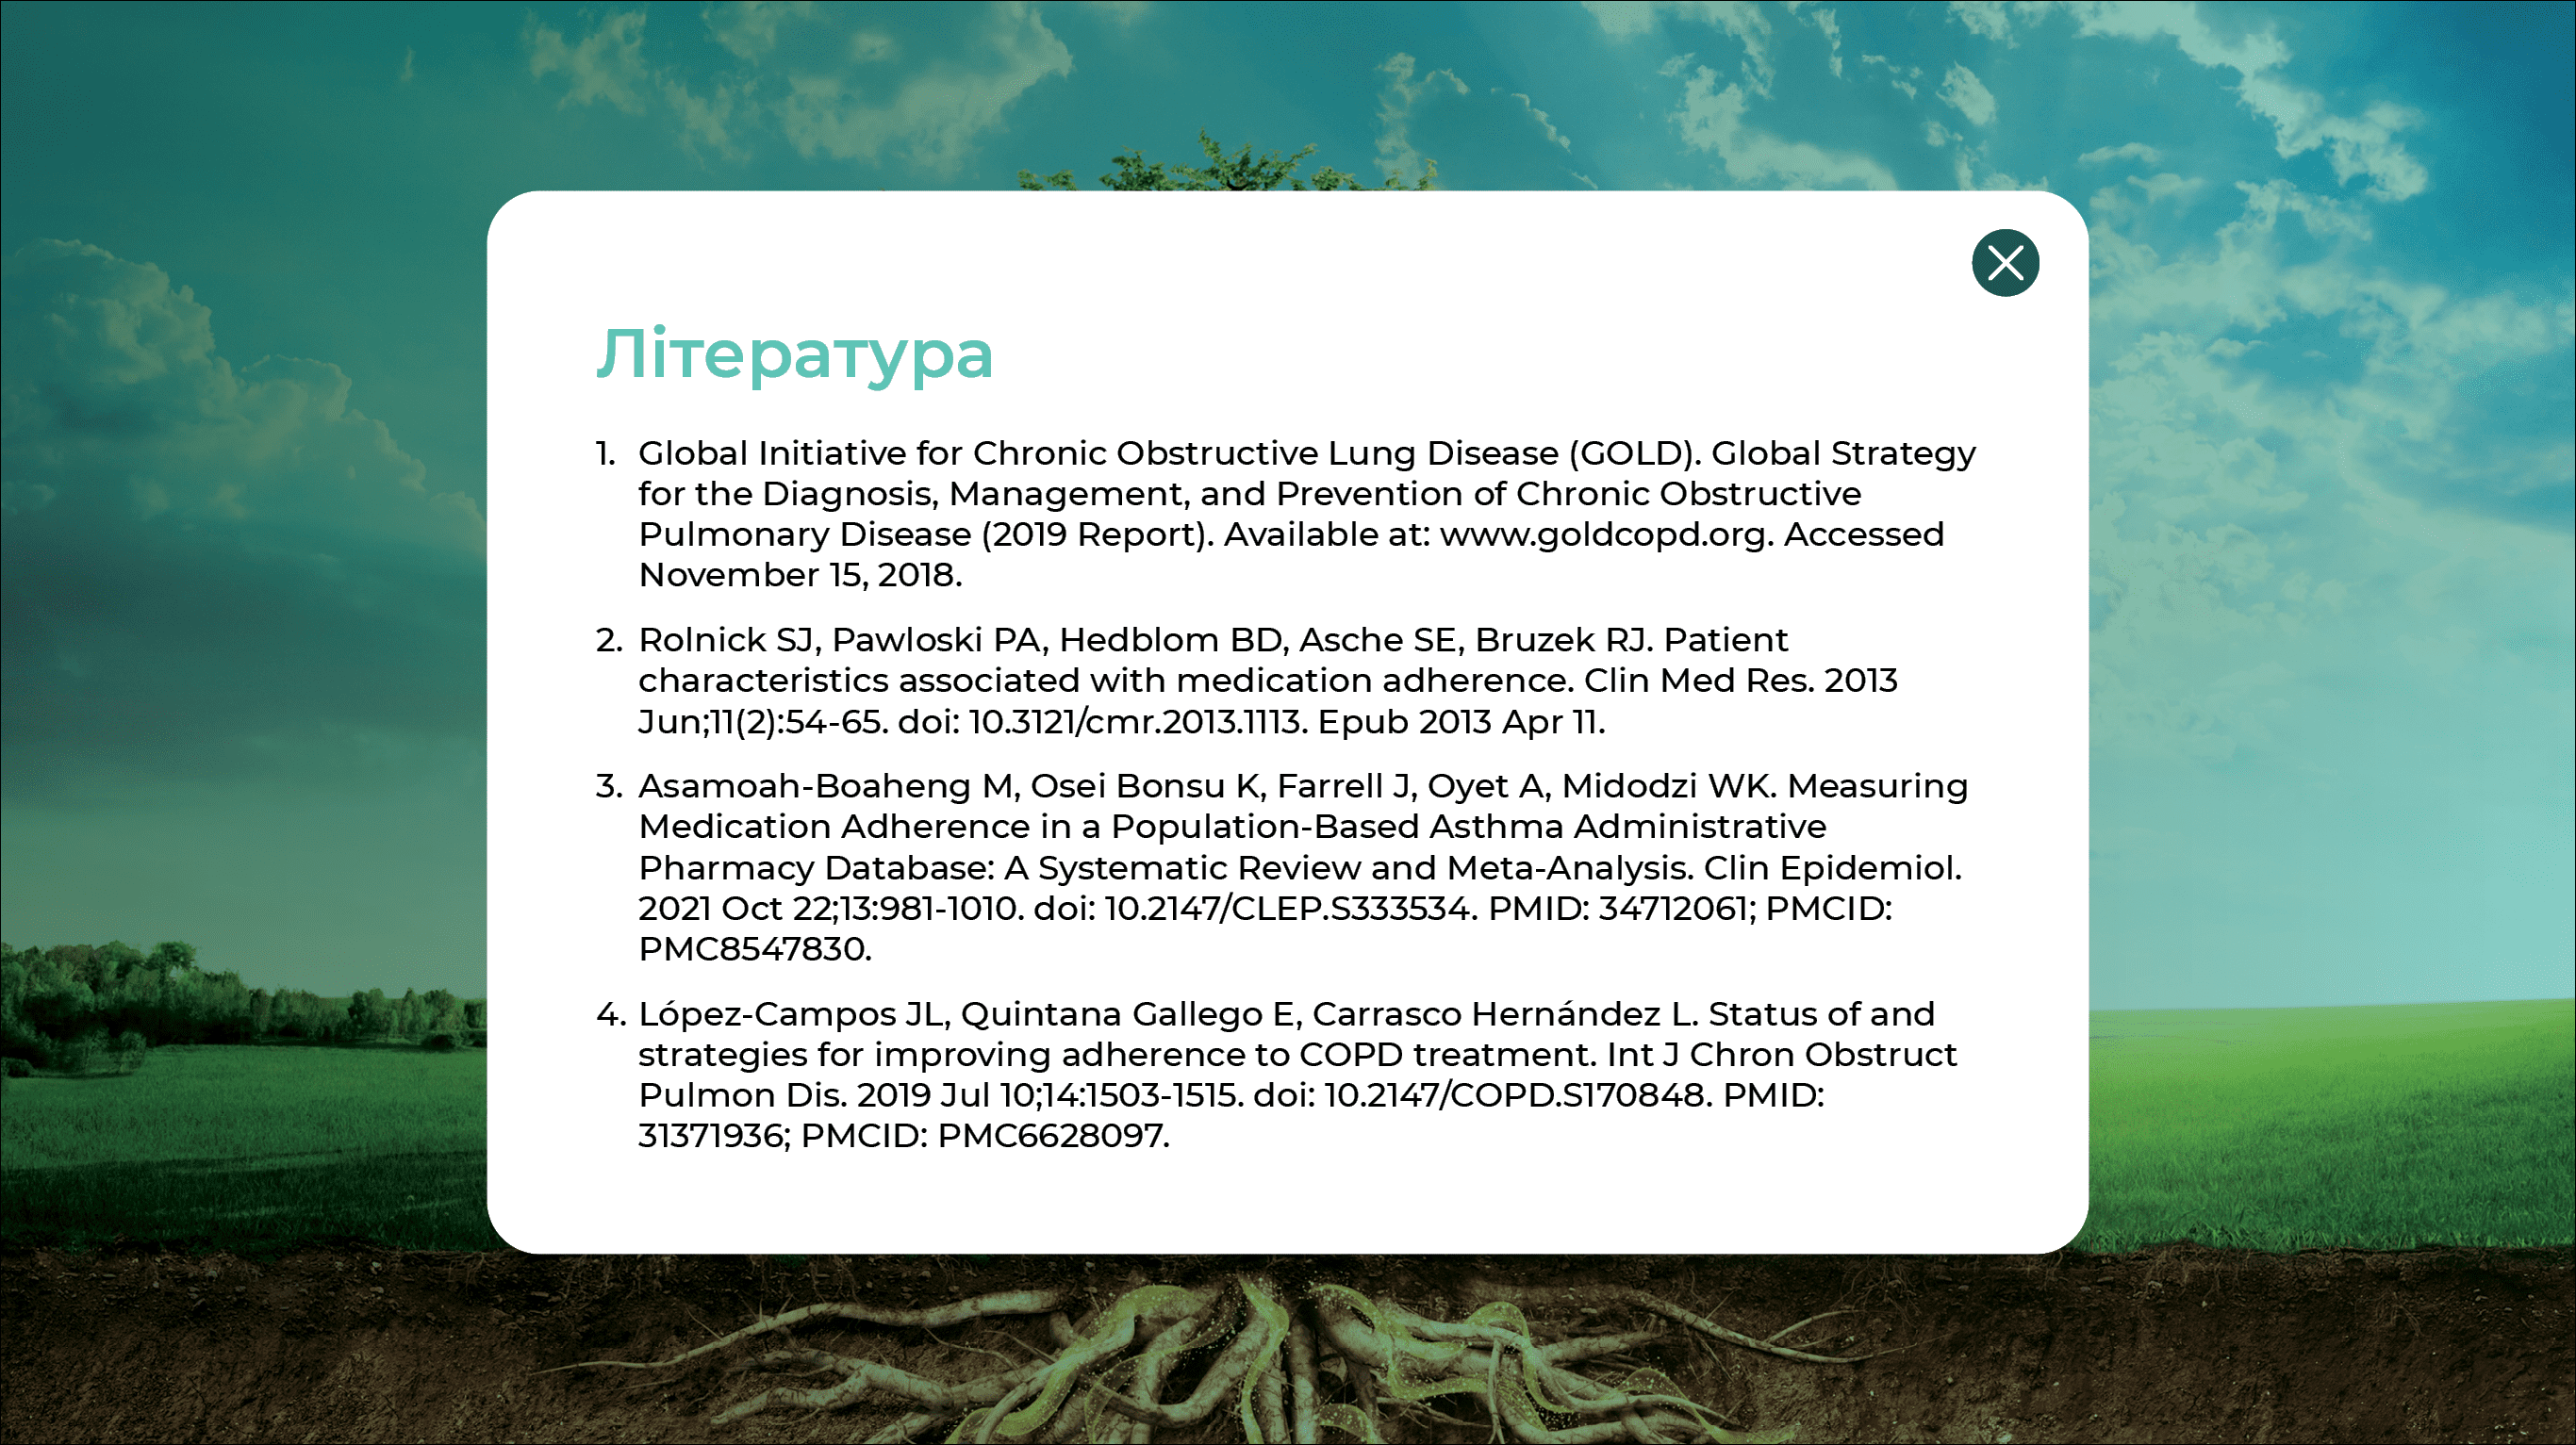 Література
1. Global Initiative for Chronic Obstructive Lung Disease (GOLD). Global Strategy
for the Diagnosis, Management, and Prevention of Chronic Obstructive
Pulmonary Disease (2019 Report). Available at: www.goldcopd.org. Accessed
November 15, 2018.
2. Rolnick SJ, Pawloski PA, Hedblom BD, Asche SE, Bruzek RJ. Patient
characteristics associated with medication adherence. Clin Med Res. 2013
Jun;11(2):54-65. doi: 10.3121/cmr.2013.1113. Epub 2013 Apr 11.
3. Asamoah-Boaheng M, Osei Bonsu K, Farrell J, Oyet A, Midodzi WK. Measuring
Medication Adherence in a Population-Based Asthma Administrative
Pharmacy Database: A Systematic Review and Meta-Analysis. Clin Epidemiol.
2021 Oct 22;13:981-1010. doi: 10.2147/CLEP.S333534. PMID: 34712061; PMCID:
PMC8547830.
4. López-Campos JL, Quintana Gallego E, Carrasco Hernández L. Status of and
strategies for improving adherence to COPD treatment. Int J Chron Obstruct
Pulmon Dis. 2019 Jul 10;14:1503-1515. doi: 10.2147/COPD.S170848. PMID:
31371936; PMCID: PMC6628097.